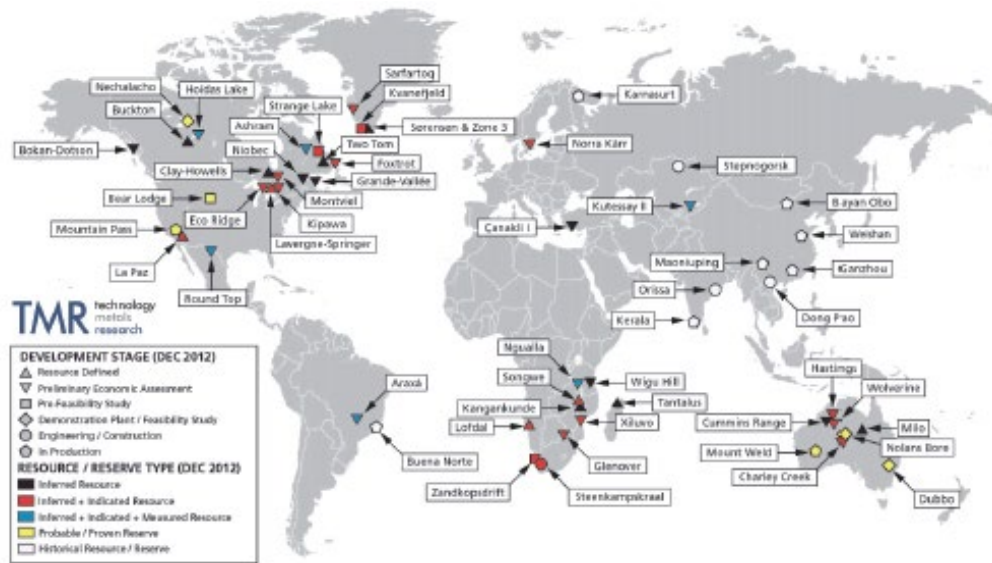 Sarfartoq
Kvanefjeld
Sørensen & Zone 3
Nechalacho
Hoidas Lake
Buckton
Strange Lake
Ashram
Two Tom
Niobec
Foxtrot
Bokan-Dotson
Clay-Howells
Grande-Vallée
Montviel
Bear Lodge
Eco Ridge
Kipawa
Mountain Pass
Lavergne-Springer
La Paz
Round Top
Karnasurt
Norra Kärr
Stepnogorsk
Kutessay II
Bayan Obo
Çanakli I
Weishan
Maoniuping
Ganzhou
Orissa
Dong Pao
Kerala
TMR technology
metals
research
DEVELOPMENT STAGE (DEC 2012)
Resource Defined
Preliminary Economic Assessment
Pre-Feasibility Study
Demonstration Plant / Feasibility Study
Engineering / Construction
In Production
RESOURCE / RESERVE TYPE (DEC 2012)
Inferred Resource
Inferred + Indicated Resource
Inferred + Indicated + Measured Resource
Probable / Proven Reserve
Historical Resource / Reserve
Araxá
Buena Norte
Ngualla
Songwe
Wigu Hill
Kangankunde
Tantalus
Lofdal
Xiluvo
Glenover
Zandkopsdrift
Steenkampskraal
Hastings
Wolverine
Cummins Range
Milo
Mount Weld
Nolans Bore
Charley Creek
Dubbo